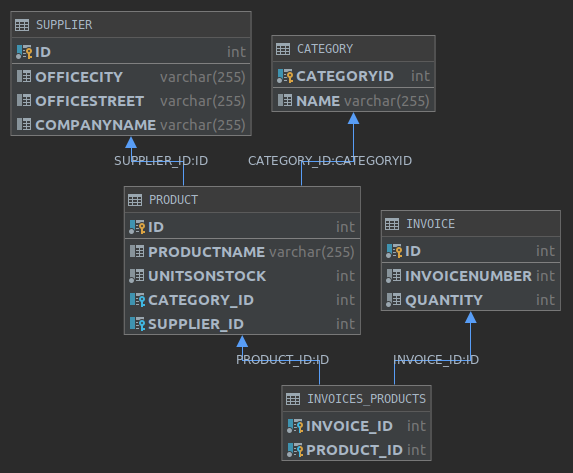 SUPPLIER
ID int
OFFICECITY varchar(255)
OFFICESTREET varchar(255)
COMPANYNAME varchar(255)
CATEGORY
CATEGORYID int
NAME varchar(255)
SUPPLIER_ID:ID
CATEGORY_ID:CATEGORYID
PRODUCT
ID int
PRODUCTNAME varchar(255)
UNITSONSTOCK int
CATEGORY_ID int
SUPPLIER_ID int
INVOICE
ID int
INVOICENUMBER int
QUANTITY int
PRODUCT_ID:ID
INVOICE_ID:ID
INVOICES_PRODUCTS
INVOICE_ID int
PRODUCT_ID int